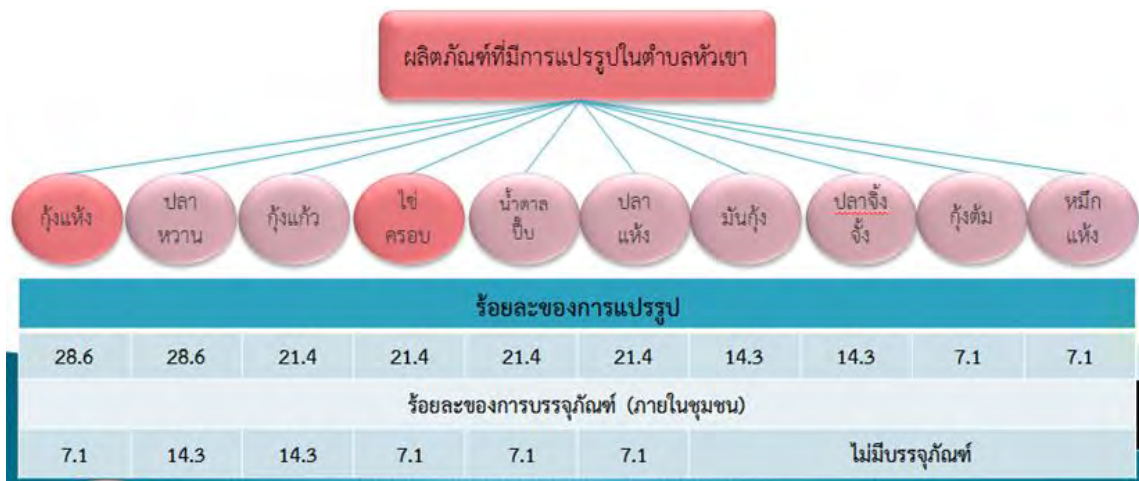 ผลิตภัณฑ์ที่มีการแปรรูปในตำบลหัวเขา
กุ้งแห้ง
ปลา
หวาน
กุ้งแก้ว
ไข่
ครอบ
น้ำตาล
ปี๊บ
ปลา
แห้ง
มันกุ้ง
ปลาจิ้ง
จั้ง
กุ้งต้ม
หมึก
แห้ง
ร้อยละของการแปรรูป
28.6 28.6 21.4 21.4 21.4 21.4 14.3 14.3 7.1 7.1
ร้อยละของการบรรจุภัณฑ์ (ภายในชุมชน)
7.1 14.3 14.3 7.1 7.1 7.1 ไม่มีบรรจุภัณฑ์